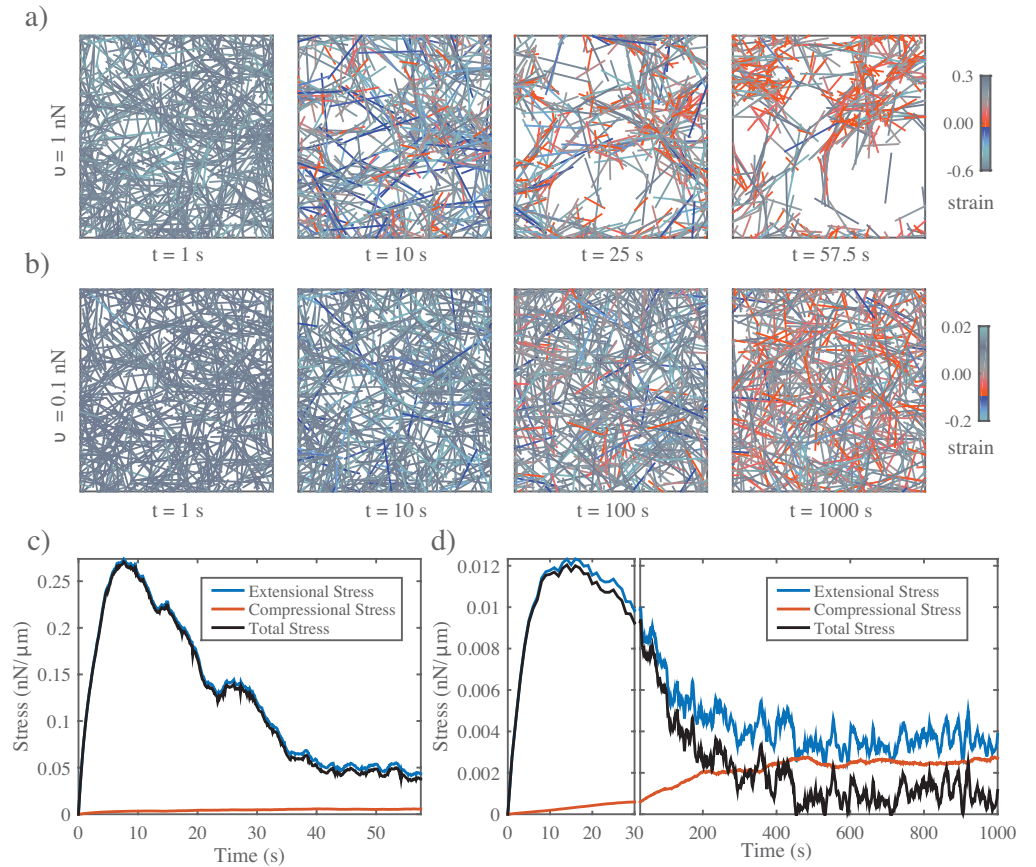 a)
υ = 1 nN
t = 1 s
t = 10 s
t = 25 s
t = 57.5 s
0.3
0.00
-0.6
strain
b)
υ = 0.1 nN
t = 1 s
t = 10 s
t = 100 s
t = 1000 s
0.02
0.00
-0.2
strain
c)
Stress (nN/μm)
0.25
0.2
0.15
0.1
0.05
0
0 10 20 30 40 50
Time (s)
Extensional Stress
Compressional Stress
Total Stress
d)
Stress (nN/μm)
0.012
0.01
0.008
0.006
0.004
0.002
0
0 10 20 30 200 400 600 800 1000
Time (s)
Extensional Stress
Compressional Stress
Total Stress